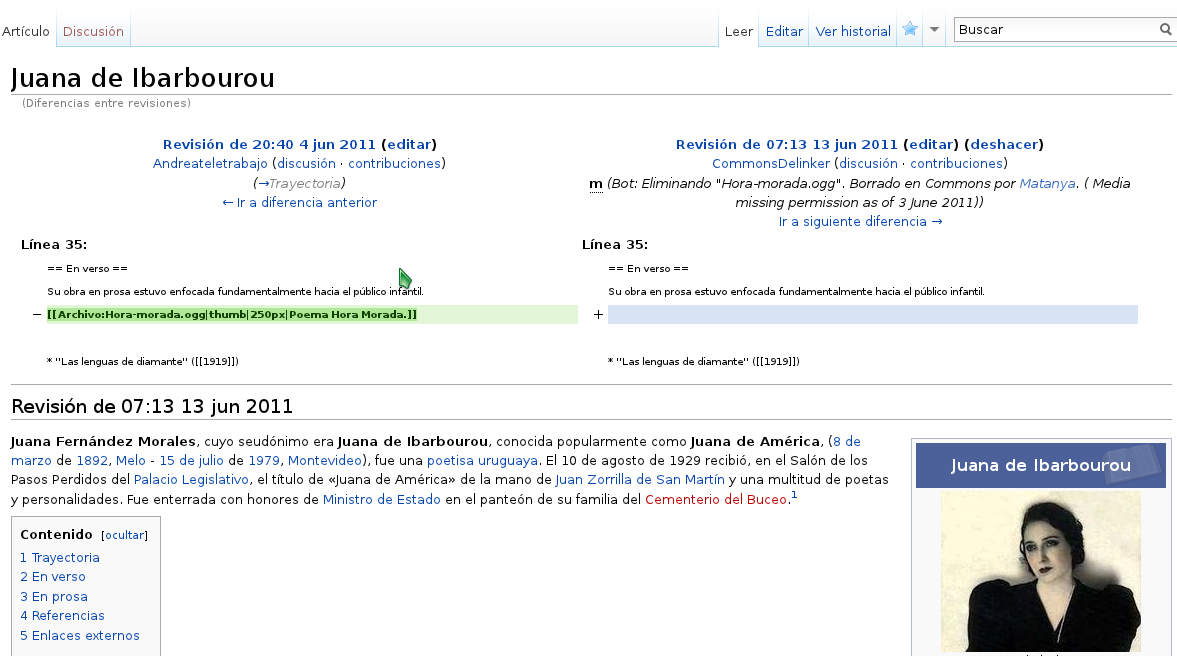 Artículo Discusión Leer Editar Ver historial Buscar
Juana de Ibarbourou
(Diferencias entre revisiones)
Revisión de 20:40 4 jun 2011 (editar)
Andreateletrabajo (discusión · contribuciones)
(→Trayectoria)
← Ir a diferencia anterior
Revisión de 07:13 13 jun 2011 (editar) (deshacer)
CommonsDelinker (discusión · contribuciones)
m (Bot: Eliminando "Hora-morada.ogg". Borrado en Commons por Matanya. ( Media
missing permission as of 3 June 2011))
Ir a siguiente diferencia →
Línea 35:
== En verso ==
Su obra en prosa estuvo enfocada fundamentalmente hacia el público infantil.
− [[Archivo:Hora-morada.ogg|thumb|250px|Poema Hora Morada.]]
* ''Las lenguas de diamante'' ([[1919]])
Línea 35:
== En verso ==
Su obra en prosa estuvo enfocada fundamentalmente hacia el público infantil.
+
* ''Las lenguas de diamante'' ([[1919]])
Revisión de 07:13 13 jun 2011
Juana Fernández Morales, cuyo seudónimo era Juana de Ibarbourou, conocida popularmente como Juana de América, (8 de
marzo de 1892, Melo - 15 de julio de 1979, Montevideo), fue una poetisa uruguaya. El 10 de agosto de 1929 recibió, en el Salón de los
Pasos Perdidos del Palacio Legislativo, el título de «Juana de América» de la mano de Juan Zorrilla de San Martín y una multitud de poetas
y personalidades. Fue enterrada con honores de Ministro de Estado en el panteón de su familia del Cementerio del Buceo.1
Juana de Ibarbourou
Contenido [ocultar]
1 Trayectoria
2 En verso
3 En prosa
4 Referencias
5 Enlaces externos